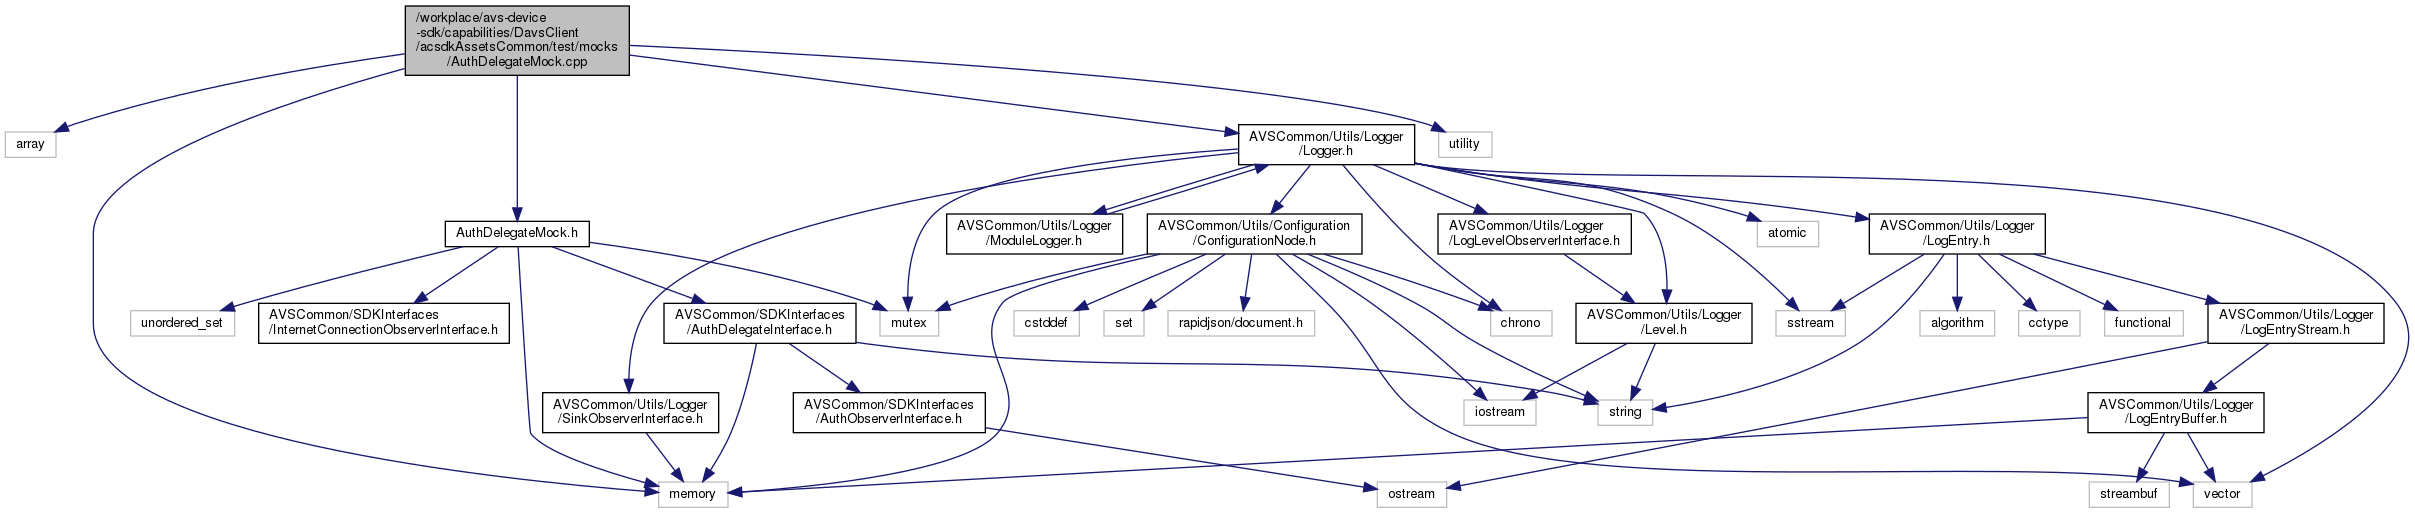 /workplace/avs-device
-sdk/capabilities/DavsClient
/acsdkAssetsCommon/test/mocks
/AuthDelegateMock.cpp
array
AVSCommon/Utils/Logger
/Logger.h
utility
AuthDelegateMock.h
AVSCommon/Utils/Logger
/ModuleLogger.h
AVSCommon/Utils/Configuration
/ConfigurationNode.h
AVSCommon/Utils/Logger
/LogLevelObserverInterface.h
atomic
AVSCommon/Utils/Logger
/LogEntry.h
unordered_set
AVSCommon/SDKInterfaces
/InternetConnectionObserverInterface.h
AVSCommon/SDKInterfaces
/AuthDelegateInterface.h
mutex
cstddef
set
rapidjson/document.h
chrono
AVSCommon/Utils/Logger
/Level.h
sstream
algorithm
cctype
functional
AVSCommon/Utils/Logger
/LogEntryStream.h
AVSCommon/Utils/Logger
/SinkObserverInterface.h
AVSCommon/SDKInterfaces
/AuthObserverInterface.h
iostream
string
AVSCommon/Utils/Logger
/LogEntryBuffer.h
memory
ostream
streambuf
vector